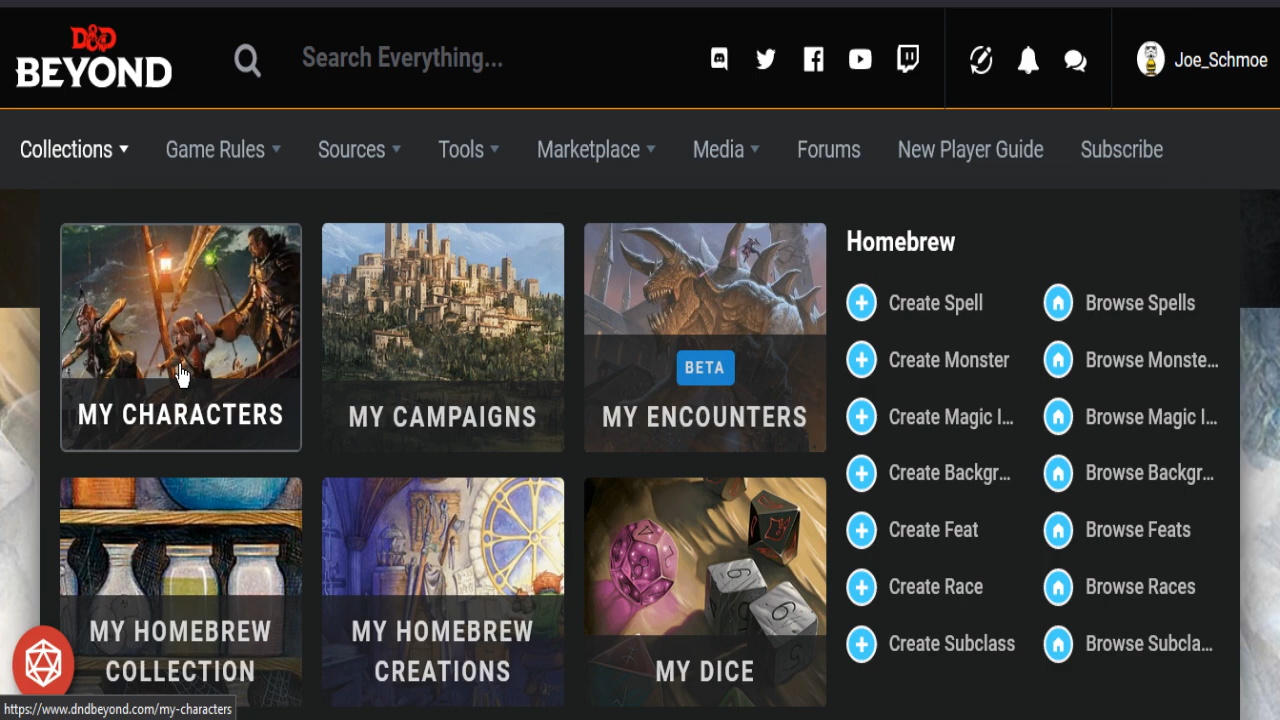 D&D
BEYOND
Search Everything...
Joe_Schmoe
Collections
Game Rules
Sources
Tools
Marketplace
Media
Forums
New Player Guide
Subscribe
MY CHARACTERS
MY CAMPAIGNS
BETA
MY ENCOUNTERS
MY HOMEBREW
COLLECTION
MY HOMEBREW
CREATIONS
MY DICE
Homebrew
Create Spell
Browse Spells
Create Monster
Browse Monste...
Create Magic I...
Browse Magic I...
Create Backgr...
Browse Backgr...
Create Feat
Browse Feats
Create Race
Browse Races
Create Subclass
Browse Subcla...
https://www.dndbeyond.com/my-characters